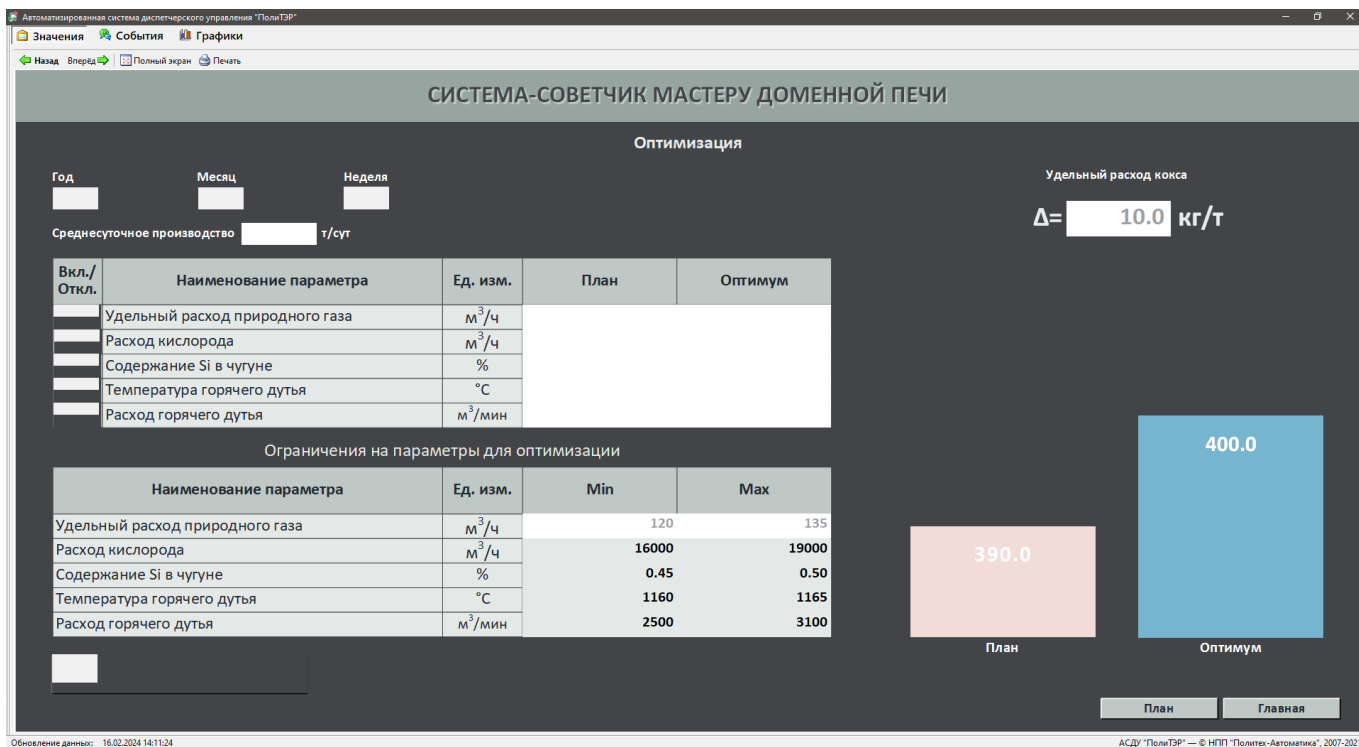 Автоматизированная система диспетчерского управления "ПолиТЭР"
Значения События Графики
Назад Вперёд Полный экран Печать
СИСТЕМА-СОВЕТЧИК МАСТЕРУ ДОМЕННОЙ ПЕЧИ
Оптимизация
Год Месяц Неделя
Удельный расход кокса
Δ= 10.0 кг/т
Среднесуточное производство т/сут
Вкл./
Откл.
Наименование параметра Ед. изм. План Оптимум
Удельный расход природного газа м³/ч
Расход кислорода м³/ч
Содержание Si в чугуне %
Температура горячего дутья °C
Расход горячего дутья м³/мин
Ограничения на параметры для оптимизации
Наименование параметра Ед. изм. Min Max
Удельный расход природного газа м³/ч 120 135
Расход кислорода м³/ч 16000 19000
Содержание Si в чугуне % 0.45 0.50
Температура горячего дутья °C 1160 1165
Расход горячего дутья м³/мин 2500 3100
400.0
390.0
План Оптимум
План Главная
Обновление данных: 16.02.2024 14:11:24 АСДУ "ПолиТЭР" — © НПП "Политех-Автоматика", 2007-202